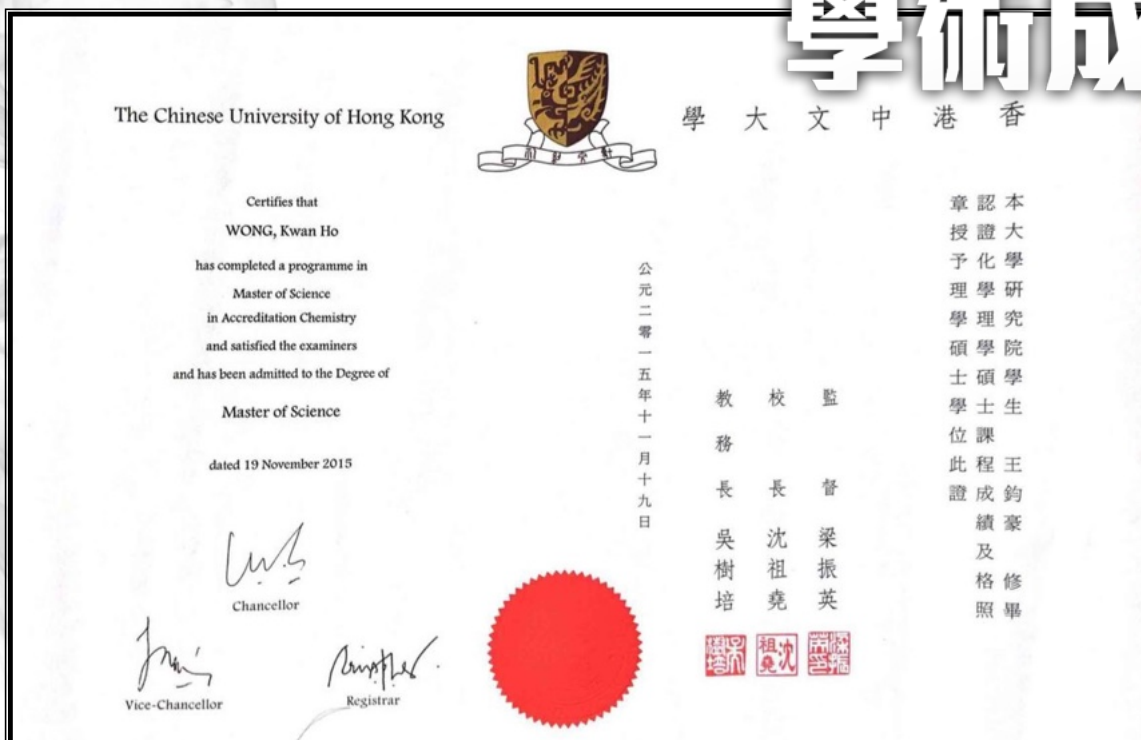 學術成
The Chinese University of Hong Kong
香港中文大學
Certifies that
WONG, Kwan Ho
has completed a programme in
Master of Science
in Accreditation Chemistry
and satisfied the examiners
and has been admitted to the Degree of
Master of Science
dated 19 November 2015
Chancellor
Vice-Chancellor
Registrar
本大學研究院學生 王鈞豪 修畢
認證化學理學碩士課程成績及格照
章授予理學碩士學位此證
監督 梁振英
校長 沈祖堯
教務長 吳樹培
公元二零一五年十一月十九日